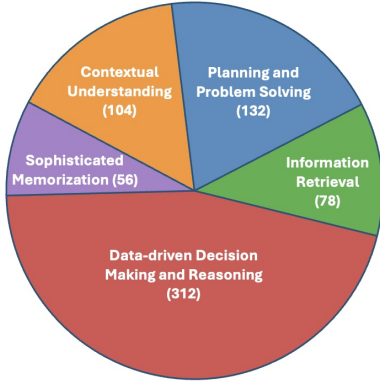 Contextual
Understanding
(104)
Planning and
Problem Solving
(132)
Sophisticated
Memorization (56)
Information
Retrieval
(78)
Data-driven Decision
Making and Reasoning
(312)